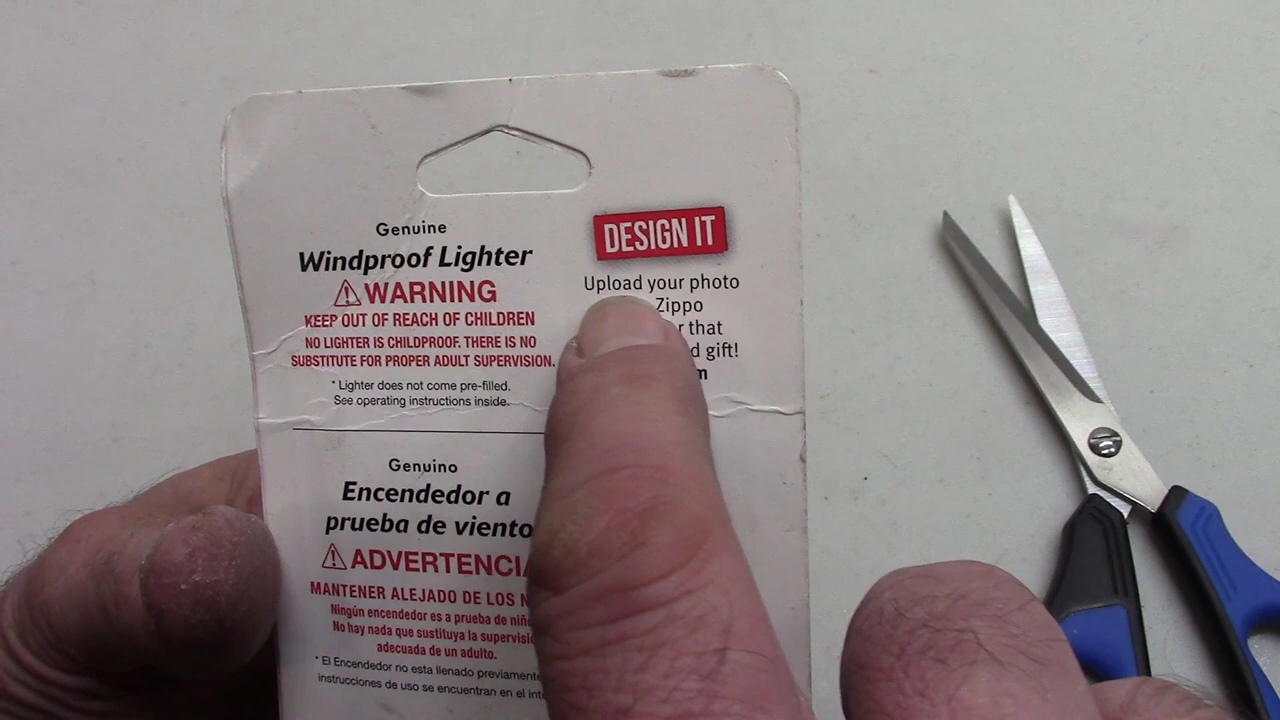 Genuine
Windproof Lighter
WARNING
KEEP OUT OF REACH OF CHILDREN
NO LIGHTER IS CHILDPROOF. THERE IS NO
SUBSTITUTE FOR PROPER ADULT SUPERVISION.
* Lighter does not come pre-filled.
See operating instructions inside.
DESIGN IT
Upload your photo
Zippo
that
gift!
Genuino
Encendedor a
prueba de viento
ADVERTENCIA
MANTENER ALEJADO DE LOS
Ningún encendedor es a prueba de
No hay nada que sustituya la
adecuada de un adulto.
* El Encendedor no esta llenado previamente
instrucciones de uso se encuentran en el